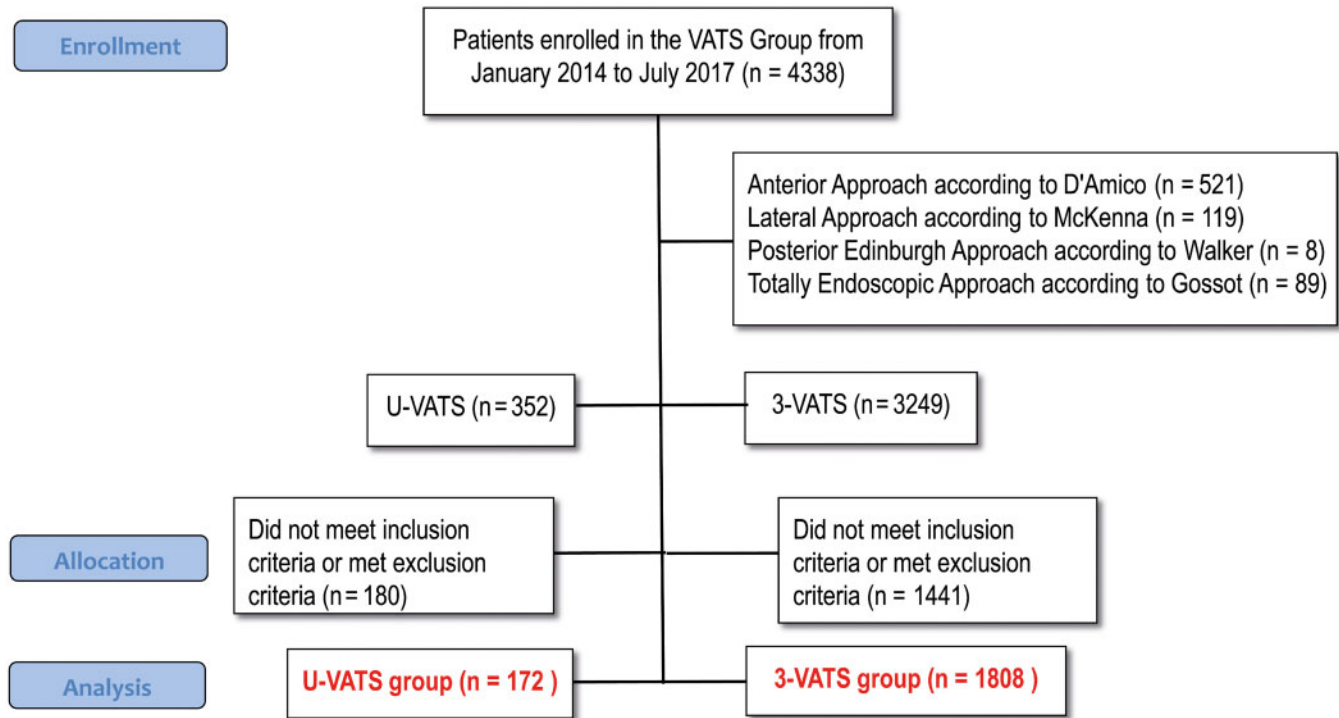 Enrollment
Patients enrolled in the VATS Group from
January 2014 to July 2017 (n = 4338)
Anterior Approach according to D'Amico (n = 521)
Lateral Approach according to McKenna (n = 119)
Posterior Edinburgh Approach according to Walker (n = 8)
Totally Endoscopic Approach according to Gossot (n = 89)
U-VATS (n = 352)
3-VATS (n = 3249)
Allocation
Did not meet inclusion
criteria or met exclusion
criteria (n = 180)
Did not meet inclusion
criteria or met exclusion
criteria (n = 1441)
Analysis
U-VATS group (n = 172 )
3-VATS group (n = 1808 )